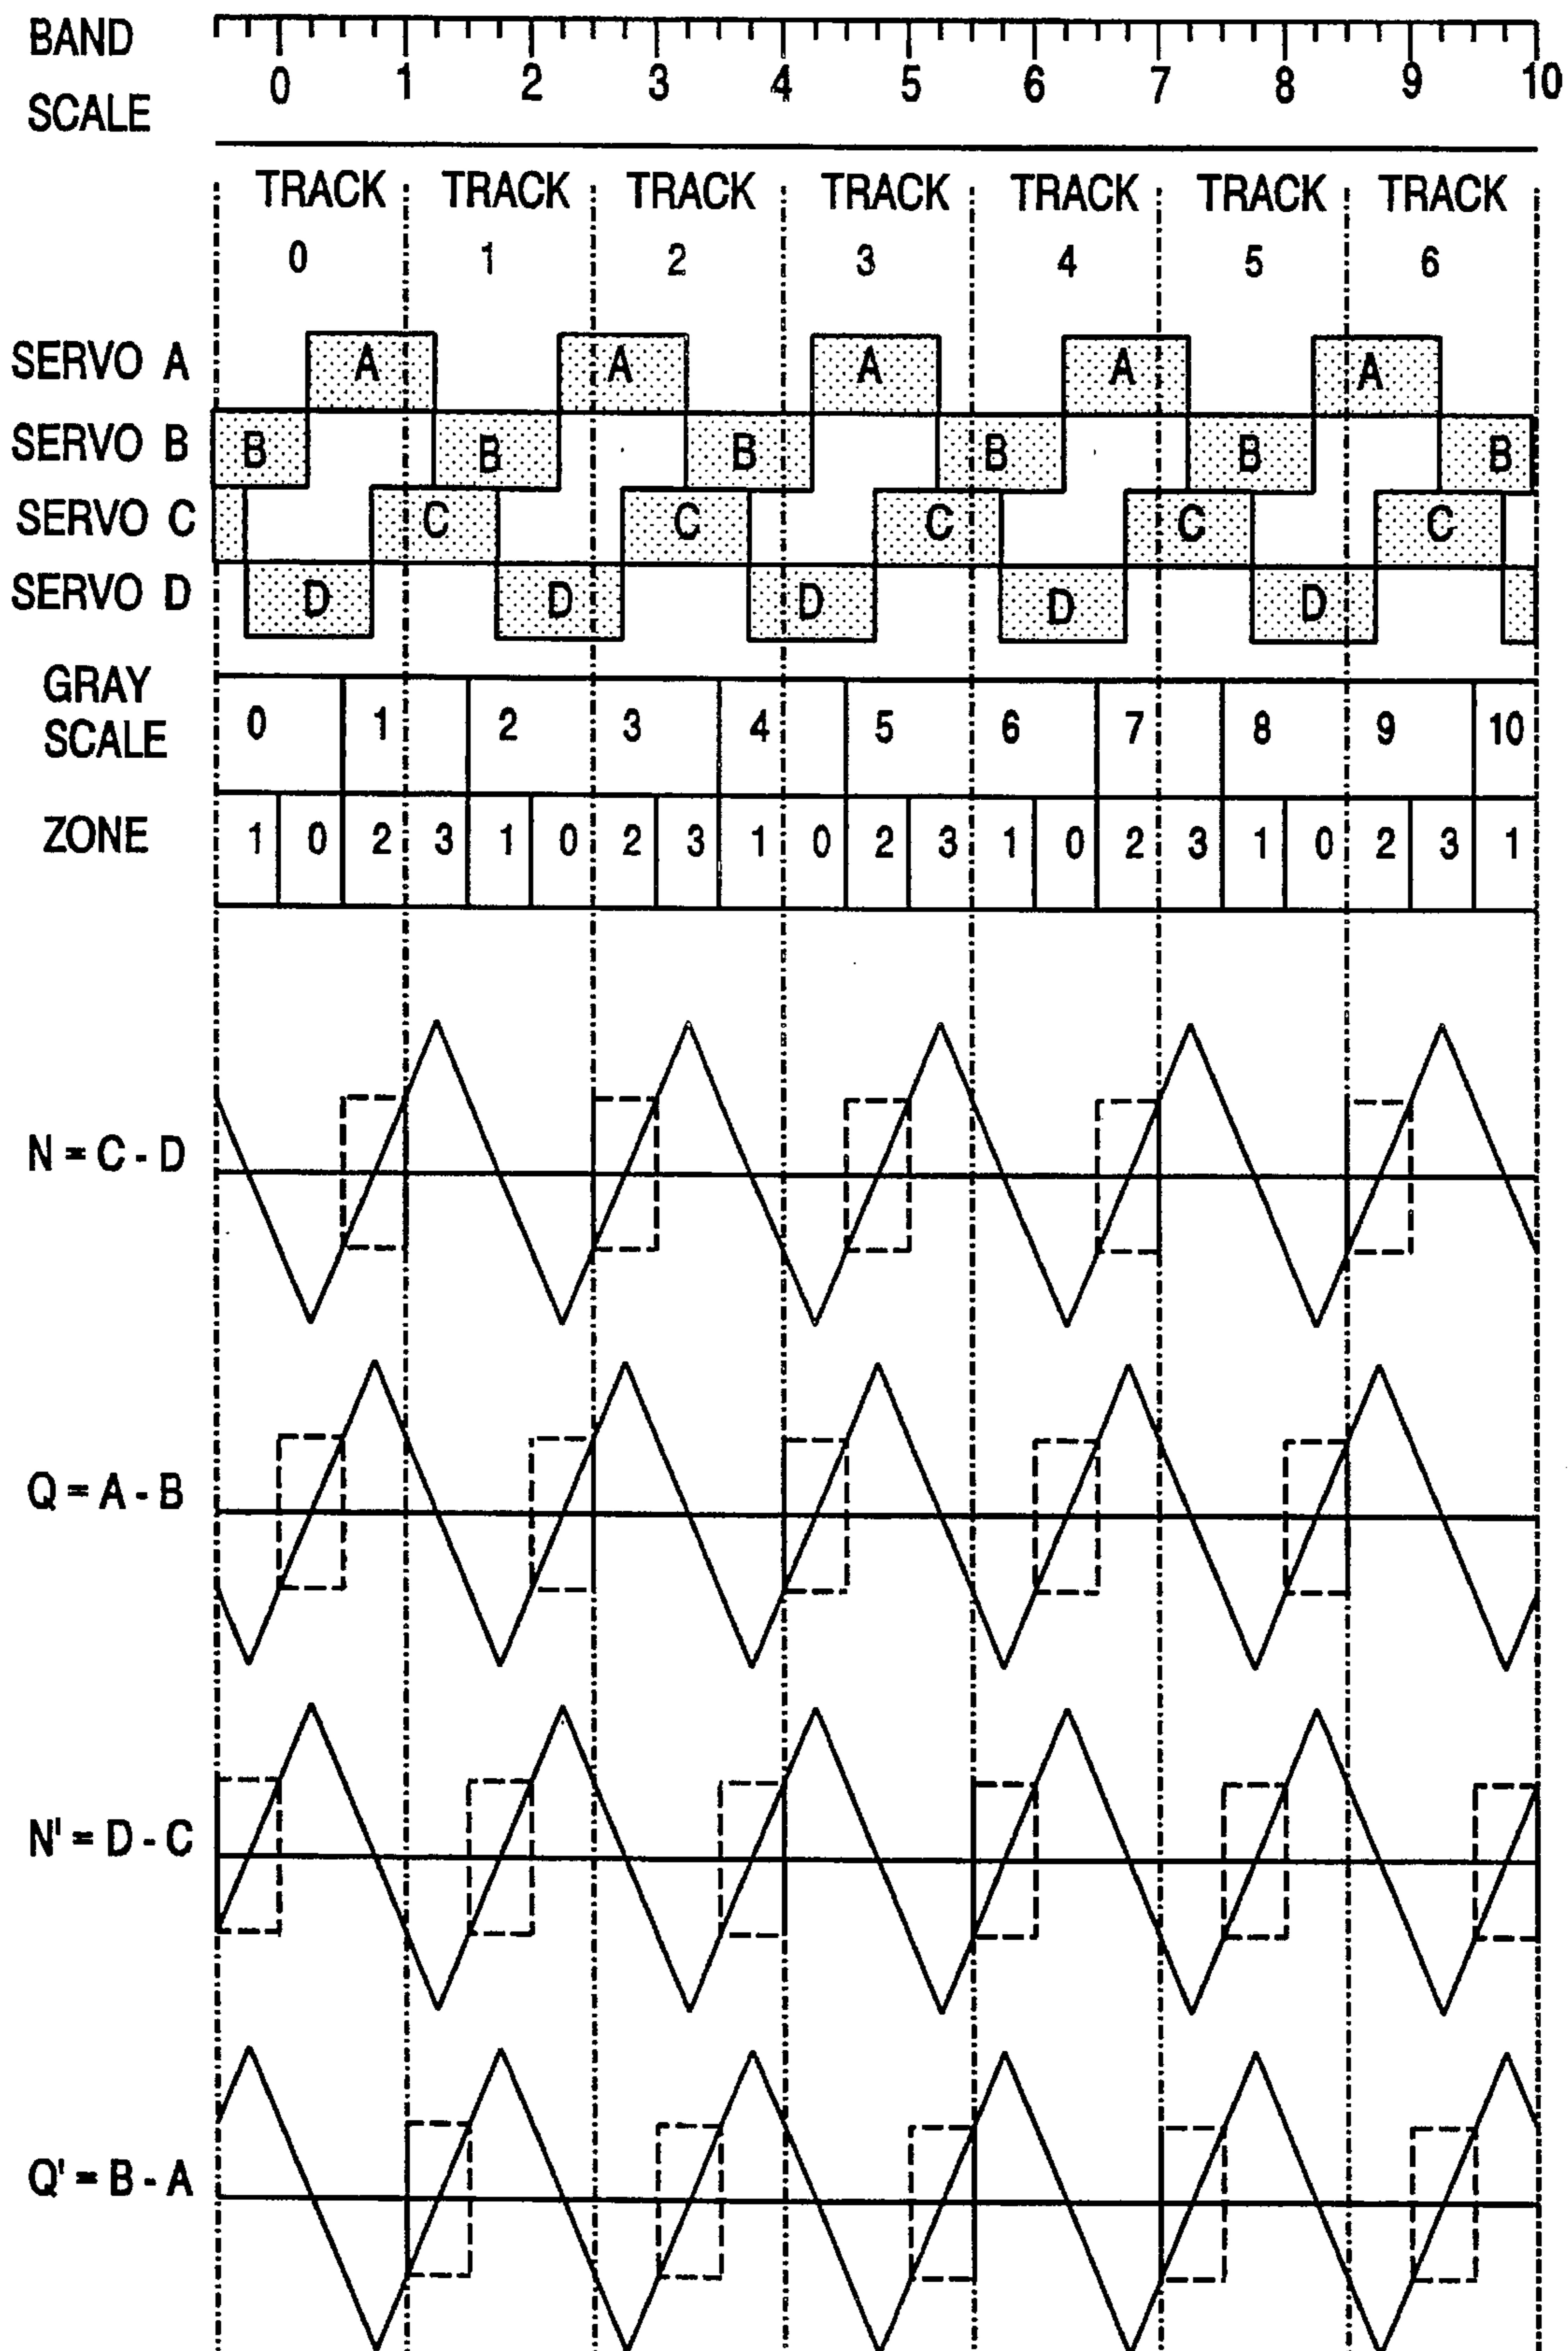 BAND
SCALE
0 1 2 3 4 5 6 7 8 9 10
TRACK TRACK TRACK TRACK TRACK TRACK TRACK
0 1 2 3 4 5 6
SERVO A A A A A A
SERVO B B B B B B B
SERVO C C C C C C
SERVO D D D D D D
GRAY
SCALE
0 1 2 3 4 5 6 7 8 9 10
ZONE 1 0 2 3 1 0 2 3 1 0 2 3 1 0 2 3 1 0 2 3 1
N = C - D
Q = A - B
N' = D - C
Q' = B - A